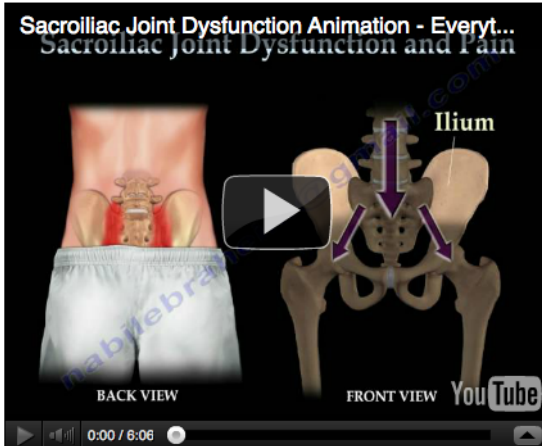 Sacroiliac Joint Dysfunction Animation - Everyt...
Sacroiliac Joint Dysfunction and Pain
Ilium
BACK VIEW
FRONT VIEW
YouTube
0:00 / 6:06